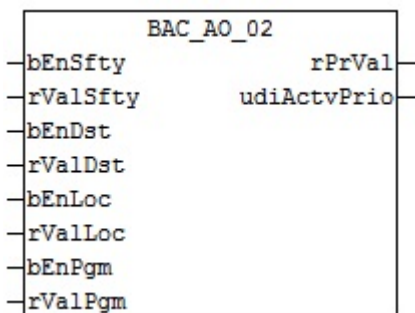 BAC_AO_02
bEnSfty rPrVal
rValSfty udiActvPrio
bEnDst
rValDst
bEnLoc
rValLoc
bEnPgm
rValPgm